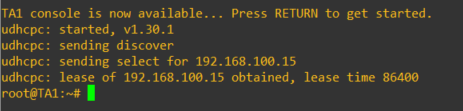 TA1 console is now available... Press RETURN to get started.
udhcpc: started, v1.30.1
udhcpc: sending discover
udhcpc: sending select for 192.168.100.15
udhcpc: lease of 192.168.100.15 obtained, lease time 86400
root@TA1:~#